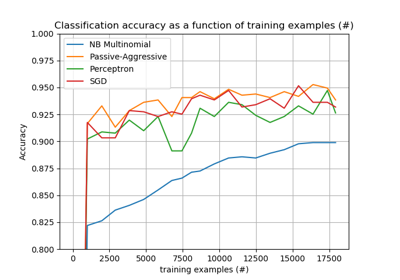 Classification accuracy as a function of training examples (#)
1.000
0.975
0.950
0.925
0.900
0.875
0.850
0.825
0.800
Accuracy
NB Multinomial
Passive-Aggressive
Perceptron
SGD
0 2500 5000 7500 10000 12500 15000 17500
training examples (#)